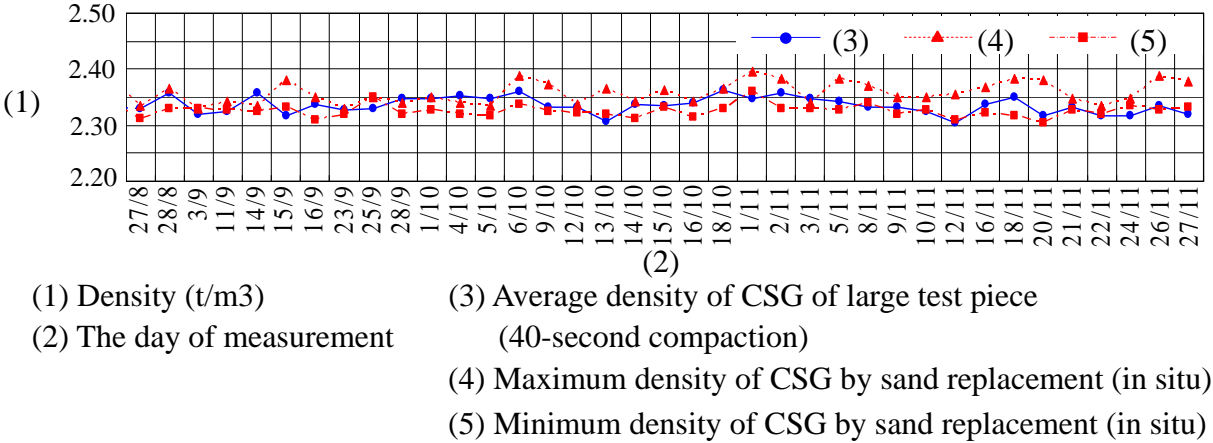 2.50
(3) (4) (5)
2.40
(1)
2.30
2.20
27/8 28/8 3/9 11/9 14/9 15/9 16/9 23/9 25/9 28/9 1/10 4/10 5/10 6/10 9/10 12/10 13/10 14/10 15/10 16/10 18/10 1/11 2/11 3/11 5/11 8/11 9/11 10/11 12/11 16/11 18/11 20/11 21/11 22/11 24/11 26/11 27/11
(2)
(1) Density (t/m3)
(2) The day of measurement
(3) Average density of CSG of large test piece
(40-second compaction)
(4) Maximum density of CSG by sand replacement (in situ)
(5) Minimum density of CSG by sand replacement (in situ)